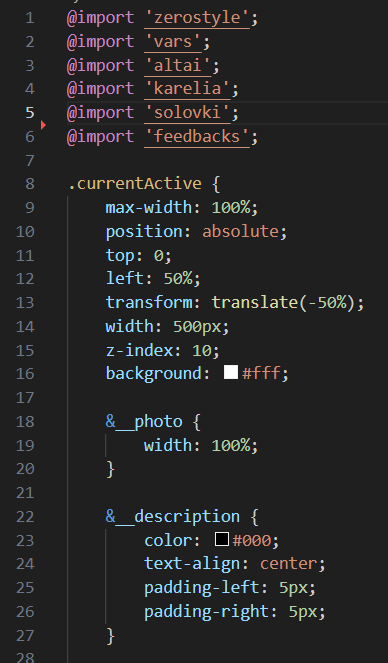 1 @import 'zerostyle';
2 @import 'vars';
3 @import 'altai';
4 @import 'karelia';
5 @import 'solovki';
6 @import 'feedbacks';
7
8 .currentActive {
9 max-width: 100%;
10 position: absolute;
11 top: 0;
12 left: 50%;
13 transform: translate(-50%);
14 width: 500px;
15 z-index: 10;
16 background: #fff;
17
18 &__photo {
19 width: 100%;
20 }
21
22 &__description {
23 color: #000;
24 text-align: center;
25 padding-left: 5px;
26 padding-right: 5px;
27 }
28